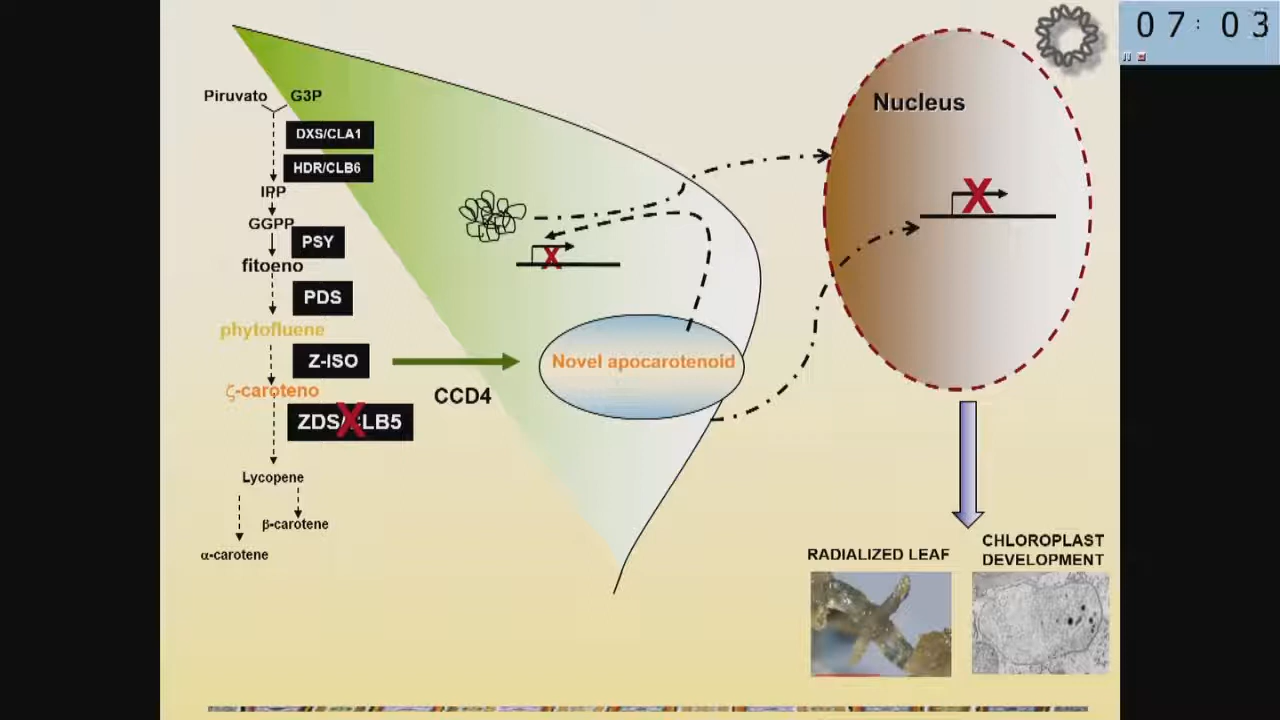 07:03
Nucleus
Piruvato G3P
DXS/CLA1
HDR/CLB6
IPP
GGPP
PSY
fitoeno
PDS
phytofluene
Z-ISO
Novel apocarotenoid
ζ-caroteno
CCD4
ZDS/CLB5
Lycopene
β-carotene
α-carotene
RADIALIZED LEAF
CHLOROPLAST
DEVELOPMENT